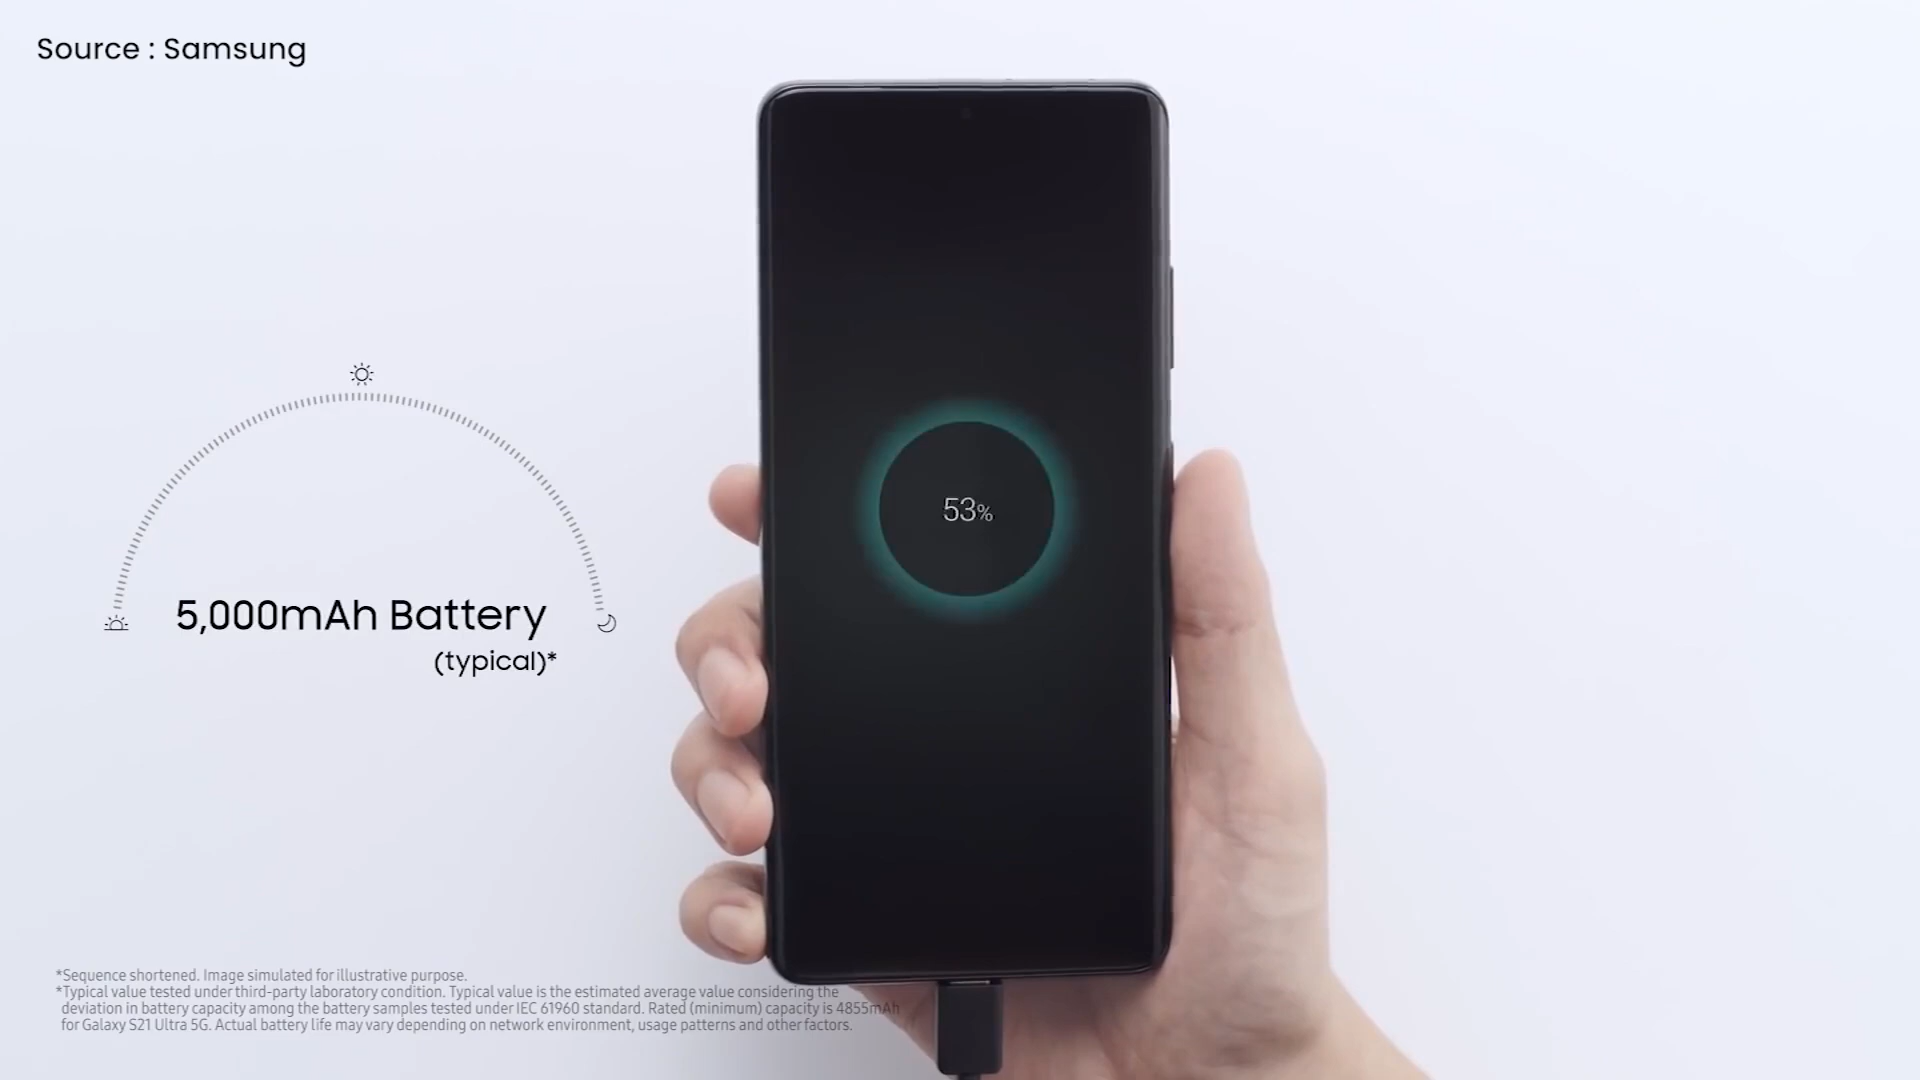 Source : Samsung
53%
5,000mAh Battery
(typical)*
*Sequence shortened. Image simulated for illustrative purpose.
*Typical value tested under third-party laboratory condition. Typical value is the estimated average value considering the
deviation in battery capacity among the battery samples tested under IEC 61960 standard. Rated (minimum) capacity is 4855mAh
for Galaxy S21 Ultra 5G. Actual battery life may vary depending on network environment, usage patterns and other factors.